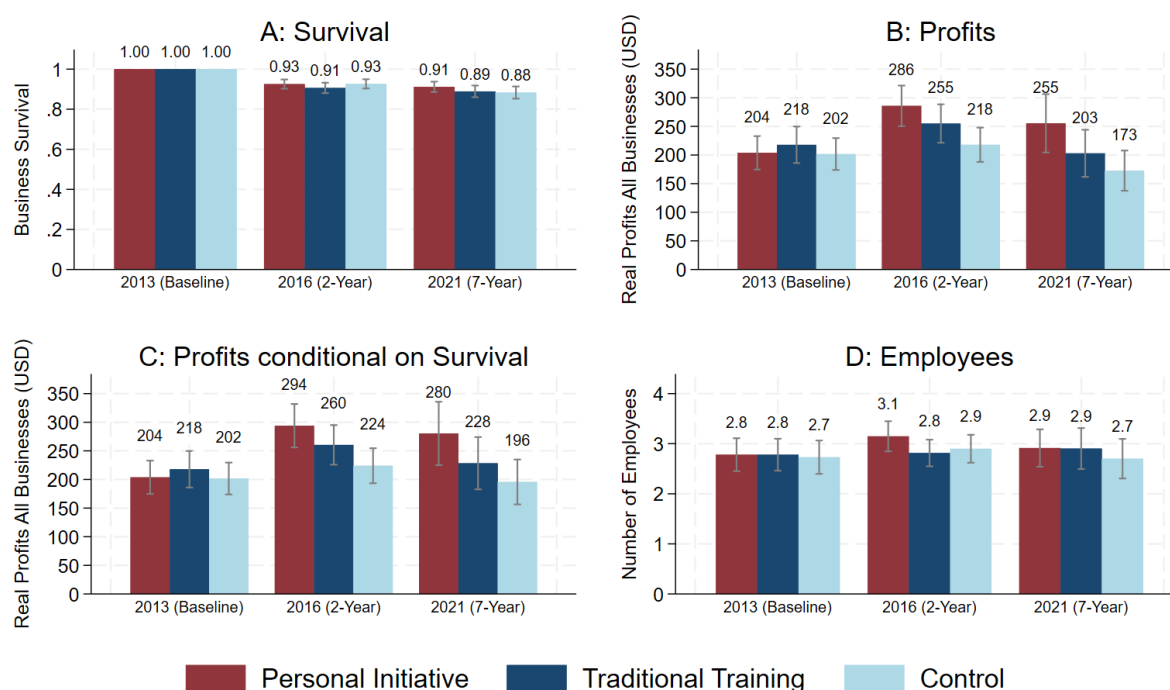 A: Survival
Business Survival
1
.8
.6
.4
.2
0
1.00 1.00 1.00
0.93 0.91 0.93
0.91 0.89 0.88
2013 (Baseline) 2016 (2-Year) 2021 (7-Year)
B: Profits
Real Profits All Businesses (USD)
350
300
250
200
150
100
50
0
204 218 202
286 255 218
255 203 173
2013 (Baseline) 2016 (2-Year) 2021 (7-Year)
C: Profits conditional on Survival
Real Profits All Businesses (USD)
350
300
250
200
150
100
50
0
204 218 202
294 260 224
280 228 196
2013 (Baseline) 2016 (2-Year) 2021 (7-Year)
D: Employees
Number of Employees
4
3
2
1
0
2.8 2.8 2.7
3.1 2.8 2.9
2.9 2.9 2.7
2013 (Baseline) 2016 (2-Year) 2021 (7-Year)
Personal Initiative Traditional Training Control